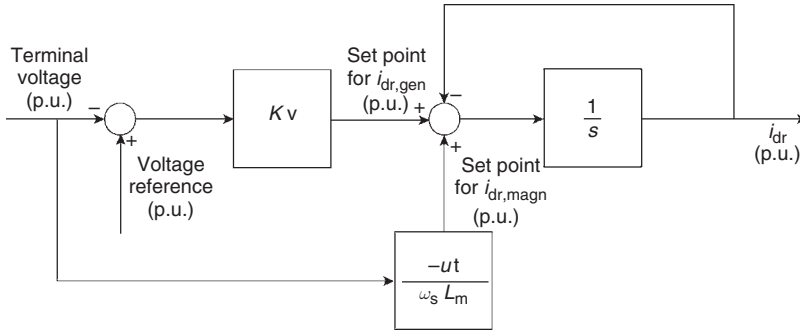 Terminal
voltage
(p.u.)
−
+
Voltage
reference
(p.u.)
Kv
Set point
for i_dr,gen
(p.u.)
+
−
+
Set point
for i_dr,magn
(p.u.)
1
s
i_dr
(p.u.)
−ut
ω_s L_m